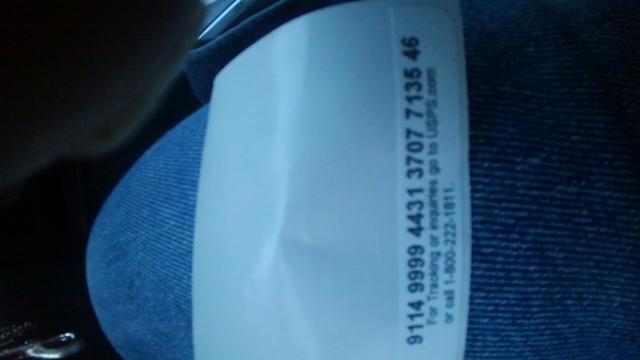 9114 9999 4431 3707 7135 46
For Tracking or inquiries go to USPS.com
or call 1-800-222-1811.